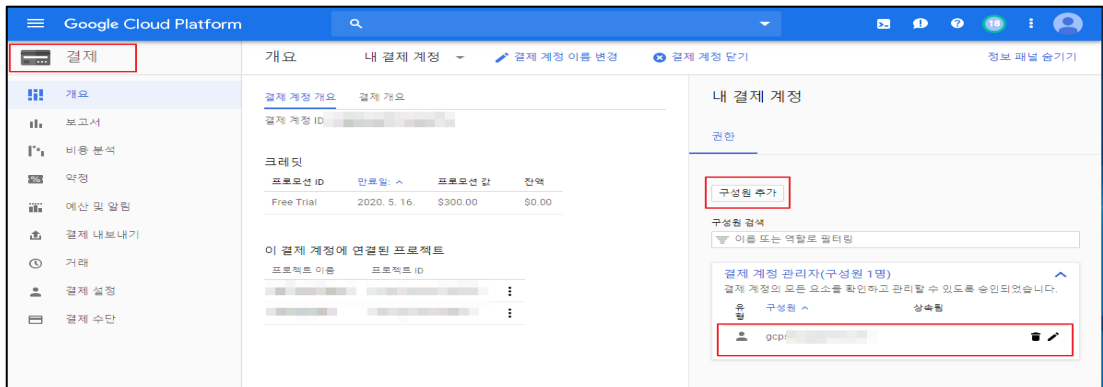 Google Cloud Platform
18
결제
개요 내 결제 계정 결제 계정 이름 변경 결제 계정 닫기 정보 패널 숨기기
개요
보고서
비용 분석
약정
예산 및 알림
결제 내보내기
거래
결제 설정
결제 수단
결제 계정 개요 결제 개요
결제 계정 ID
크레딧
프로모션 ID 만료일: 프로모션 값 잔액
Free Trial 2020. 5. 16. $300.00 $0.00
이 결제 계정에 연결된 프로젝트
프로젝트 이름 프로젝트 ID
내 결제 계정
권한
구성원 추가
구성원 검색
이름 또는 역할로 필터링
결제 계정 관리자(구성원 1명)
결제 계정의 모든 요소를 확인하고 관리할 수 있도록 승인되었습니다.
유형 구성원 상속됨